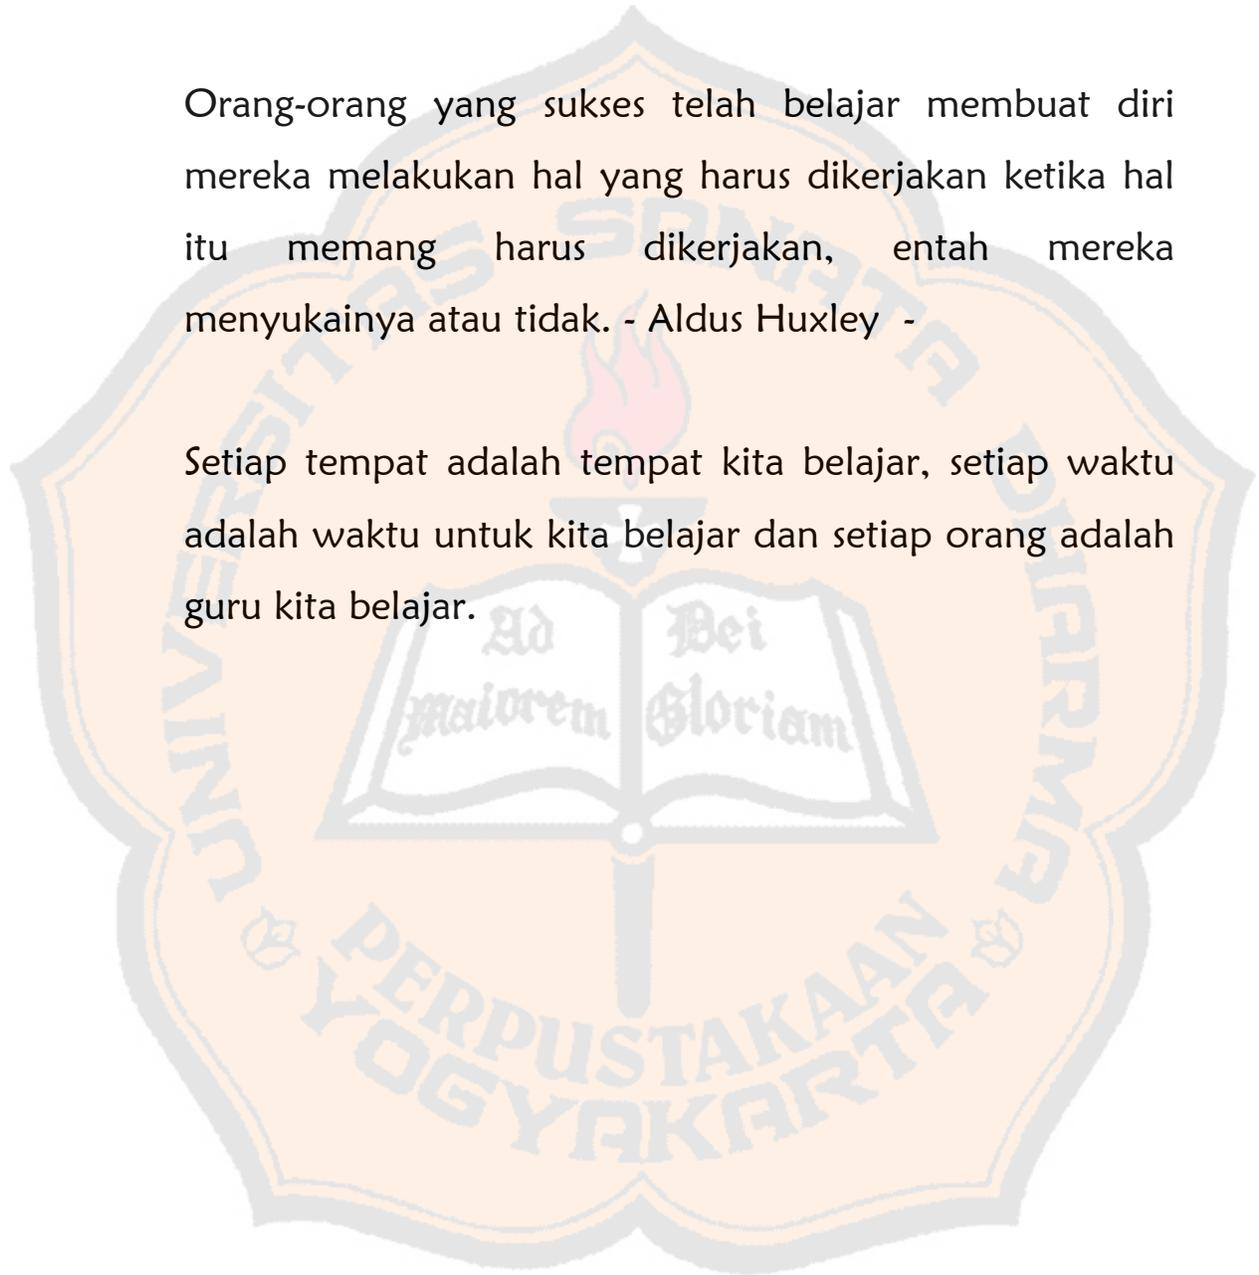 Orang-orang yang sukses telah belajar membuat diri
mereka melakukan hal yang harus dikerjakan ketika hal
itu memang harus dikerjakan, entah mereka
menyukainya atau tidak. - Aldus Huxley -
Setiap tempat adalah tempat kita belajar, setiap waktu
adalah waktu untuk kita belajar dan setiap orang adalah
guru kita belajar.
UNIVERSITAS SANATA DHARMA
Ad
maiorem
Dei
Gloriam
PERPUSTAKAAN
YOGYAKARTA